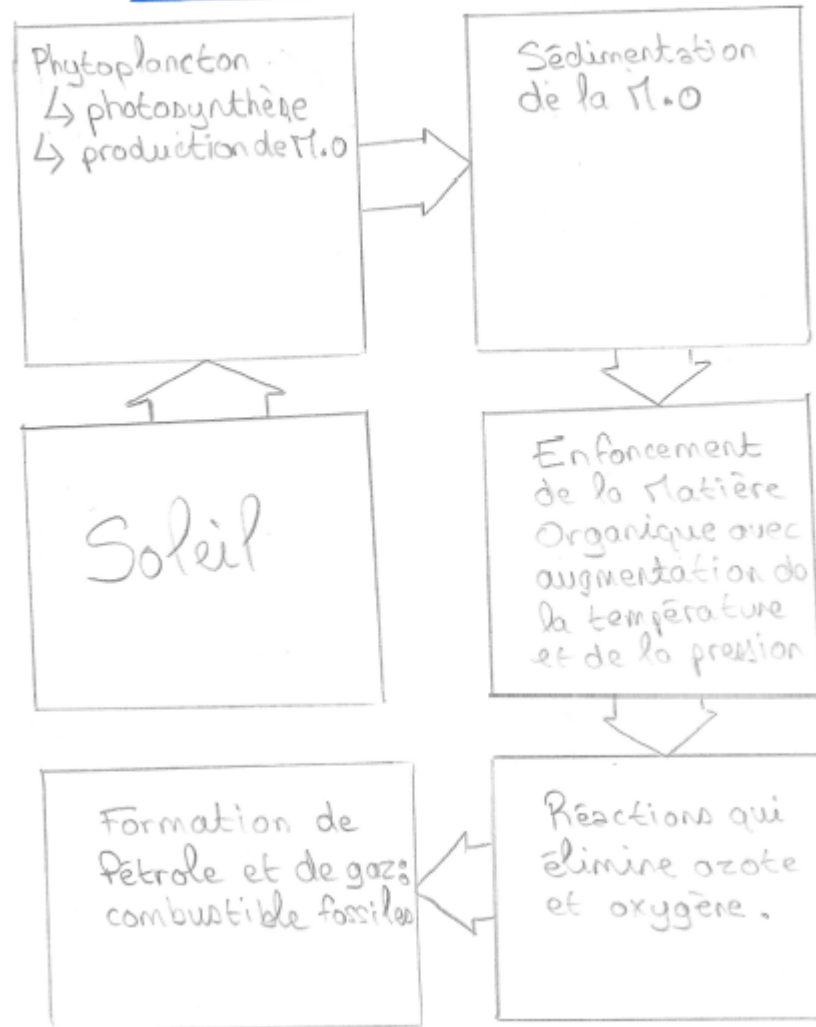 Soleil
Phytoplancton
↳ photosynthèse
↳ production de M.O
Sédimentation
de la M.O
Enfoncement
de la Matière
Organique avec
augmentation de
la température
et de la pression
Réactions qui
élimine azote
et oxygène.
Formation de
Pétrole et de gaz:
combustible fossiles